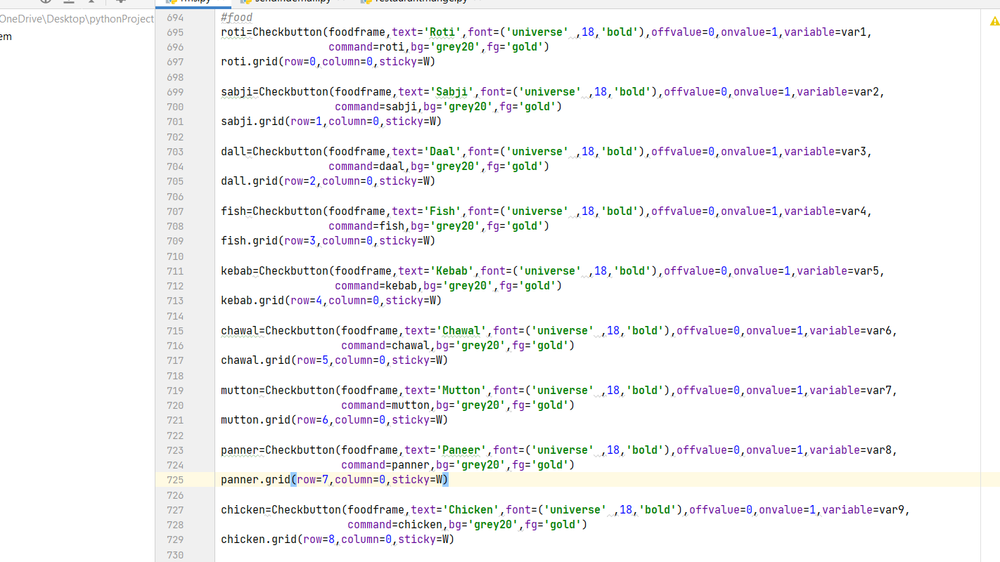 OneDrive\Desktop\pythonProject
em
694 #food
695 roti=Checkbutton(foodframe,text='Roti',font=('universe' ,18,'bold'),offvalue=0,onvalue=1,variable=var1,
696                  command=roti,bg='grey20',fg='gold')
697 roti.grid(row=0,column=0,sticky=W)
698
699 sabji=Checkbutton(foodframe,text='Sabji',font=('universe' ,18,'bold'),offvalue=0,onvalue=1,variable=var2,
700                   command=sabji,bg='grey20',fg='gold')
701 sabji.grid(row=1,column=0,sticky=W)
702
703 dall=Checkbutton(foodframe,text='Daal',font=('universe' ,18,'bold'),offvalue=0,onvalue=1,variable=var3,
704                  command=daal,bg='grey20',fg='gold')
705 dall.grid(row=2,column=0,sticky=W)
706
707 fish=Checkbutton(foodframe,text='Fish',font=('universe' ,18,'bold'),offvalue=0,onvalue=1,variable=var4,
708                  command=fish,bg='grey20',fg='gold')
709 fish.grid(row=3,column=0,sticky=W)
710
711 kebab=Checkbutton(foodframe,text='Kebab',font=('universe' ,18,'bold'),offvalue=0,onvalue=1,variable=var5,
712                   command=kebab,bg='grey20',fg='gold')
713 kebab.grid(row=4,column=0,sticky=W)
714
715 chawal=Checkbutton(foodframe,text='Chawal',font=('universe' ,18,'bold'),offvalue=0,onvalue=1,variable=var6,
716                    command=chawal,bg='grey20',fg='gold')
717 chawal.grid(row=5,column=0,sticky=W)
718
719 mutton=Checkbutton(foodframe,text='Mutton',font=('universe' ,18,'bold'),offvalue=0,onvalue=1,variable=var7,
720                    command=mutton,bg='grey20',fg='gold')
721 mutton.grid(row=6,column=0,sticky=W)
722
723 panner=Checkbutton(foodframe,text='Paneer',font=('universe' ,18,'bold'),offvalue=0,onvalue=1,variable=var8,
724                    command=panner,bg='grey20',fg='gold')
725 panner.grid(row=7,column=0,sticky=W)
726
727 chicken=Checkbutton(foodframe,text='Chicken',font=('universe' ,18,'bold'),offvalue=0,onvalue=1,variable=var9,
728                     command=chicken,bg='grey20',fg='gold')
729 chicken.grid(row=8,column=0,sticky=W)
730